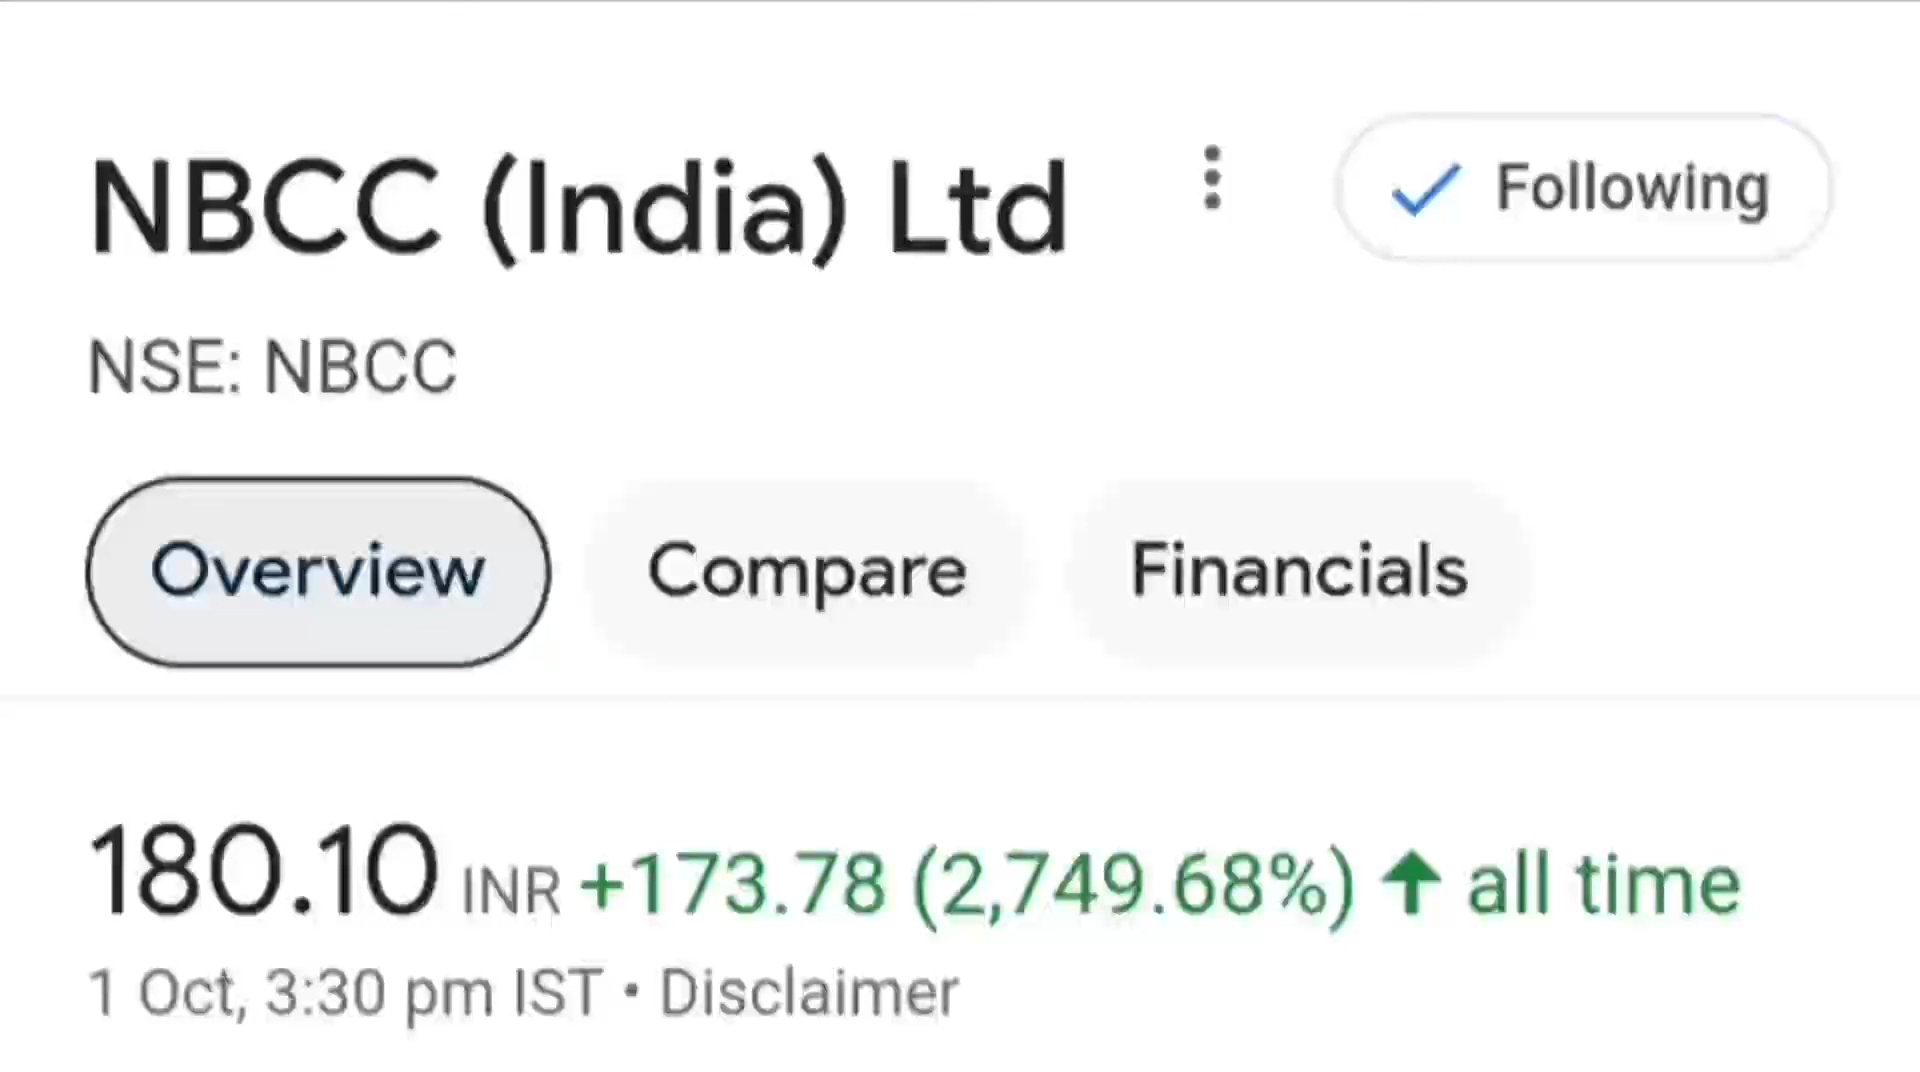 NBCC (India) Ltd
Following
NSE: NBCC
Overview Compare Financials
180.10 INR +173.78 (2,749.68%) ↑ all time
1 Oct, 3:30 pm IST • Disclaimer